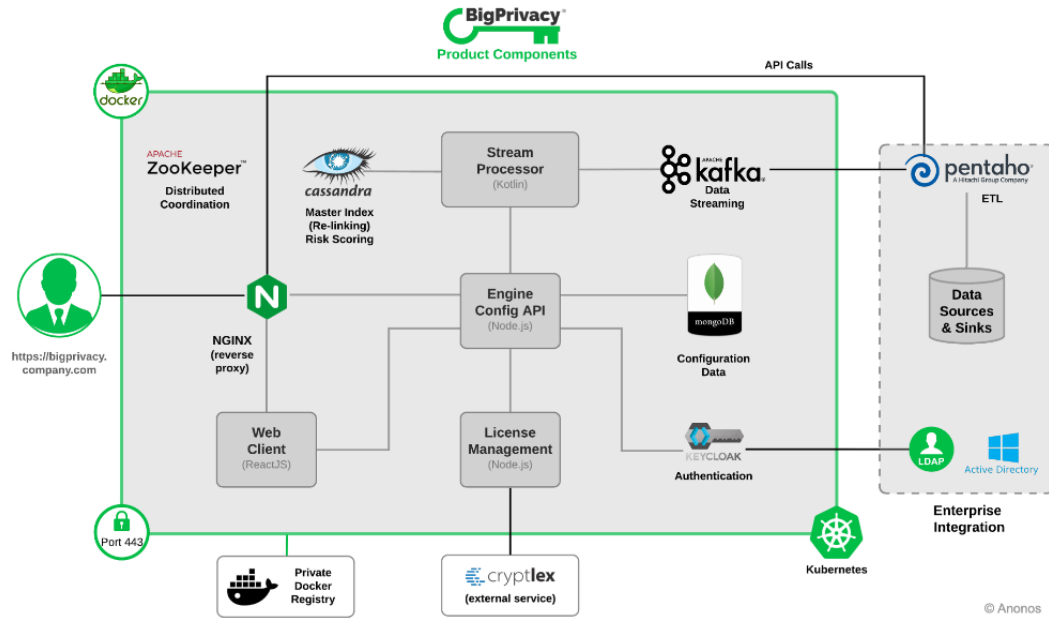 BigPrivacy®
Product Components
API Calls
docker
APACHE
ZooKeeper™
Distributed
Coordination
cassandra
Master Index
(Re-linking)
Risk Scoring
Stream
Processor
(Kotlin)
APACHE
kafka®
Data
Streaming
pentaho®
A Hitachi Group Company
ETL
https://bigprivacy.
company.com
N
NGINX
(reverse
proxy)
Engine
Config API
(Node.js)
mongoDB
Configuration
Data
Data
Sources
& Sinks
Web
Client
(ReactJS)
License
Management
(Node.js)
KEYCLOAK
Authentication
LDAP
Active Directory
Enterprise
Integration
Port 443
Kubernetes
Private
Docker
Registry
cryptlex
(external service)
© Anonos